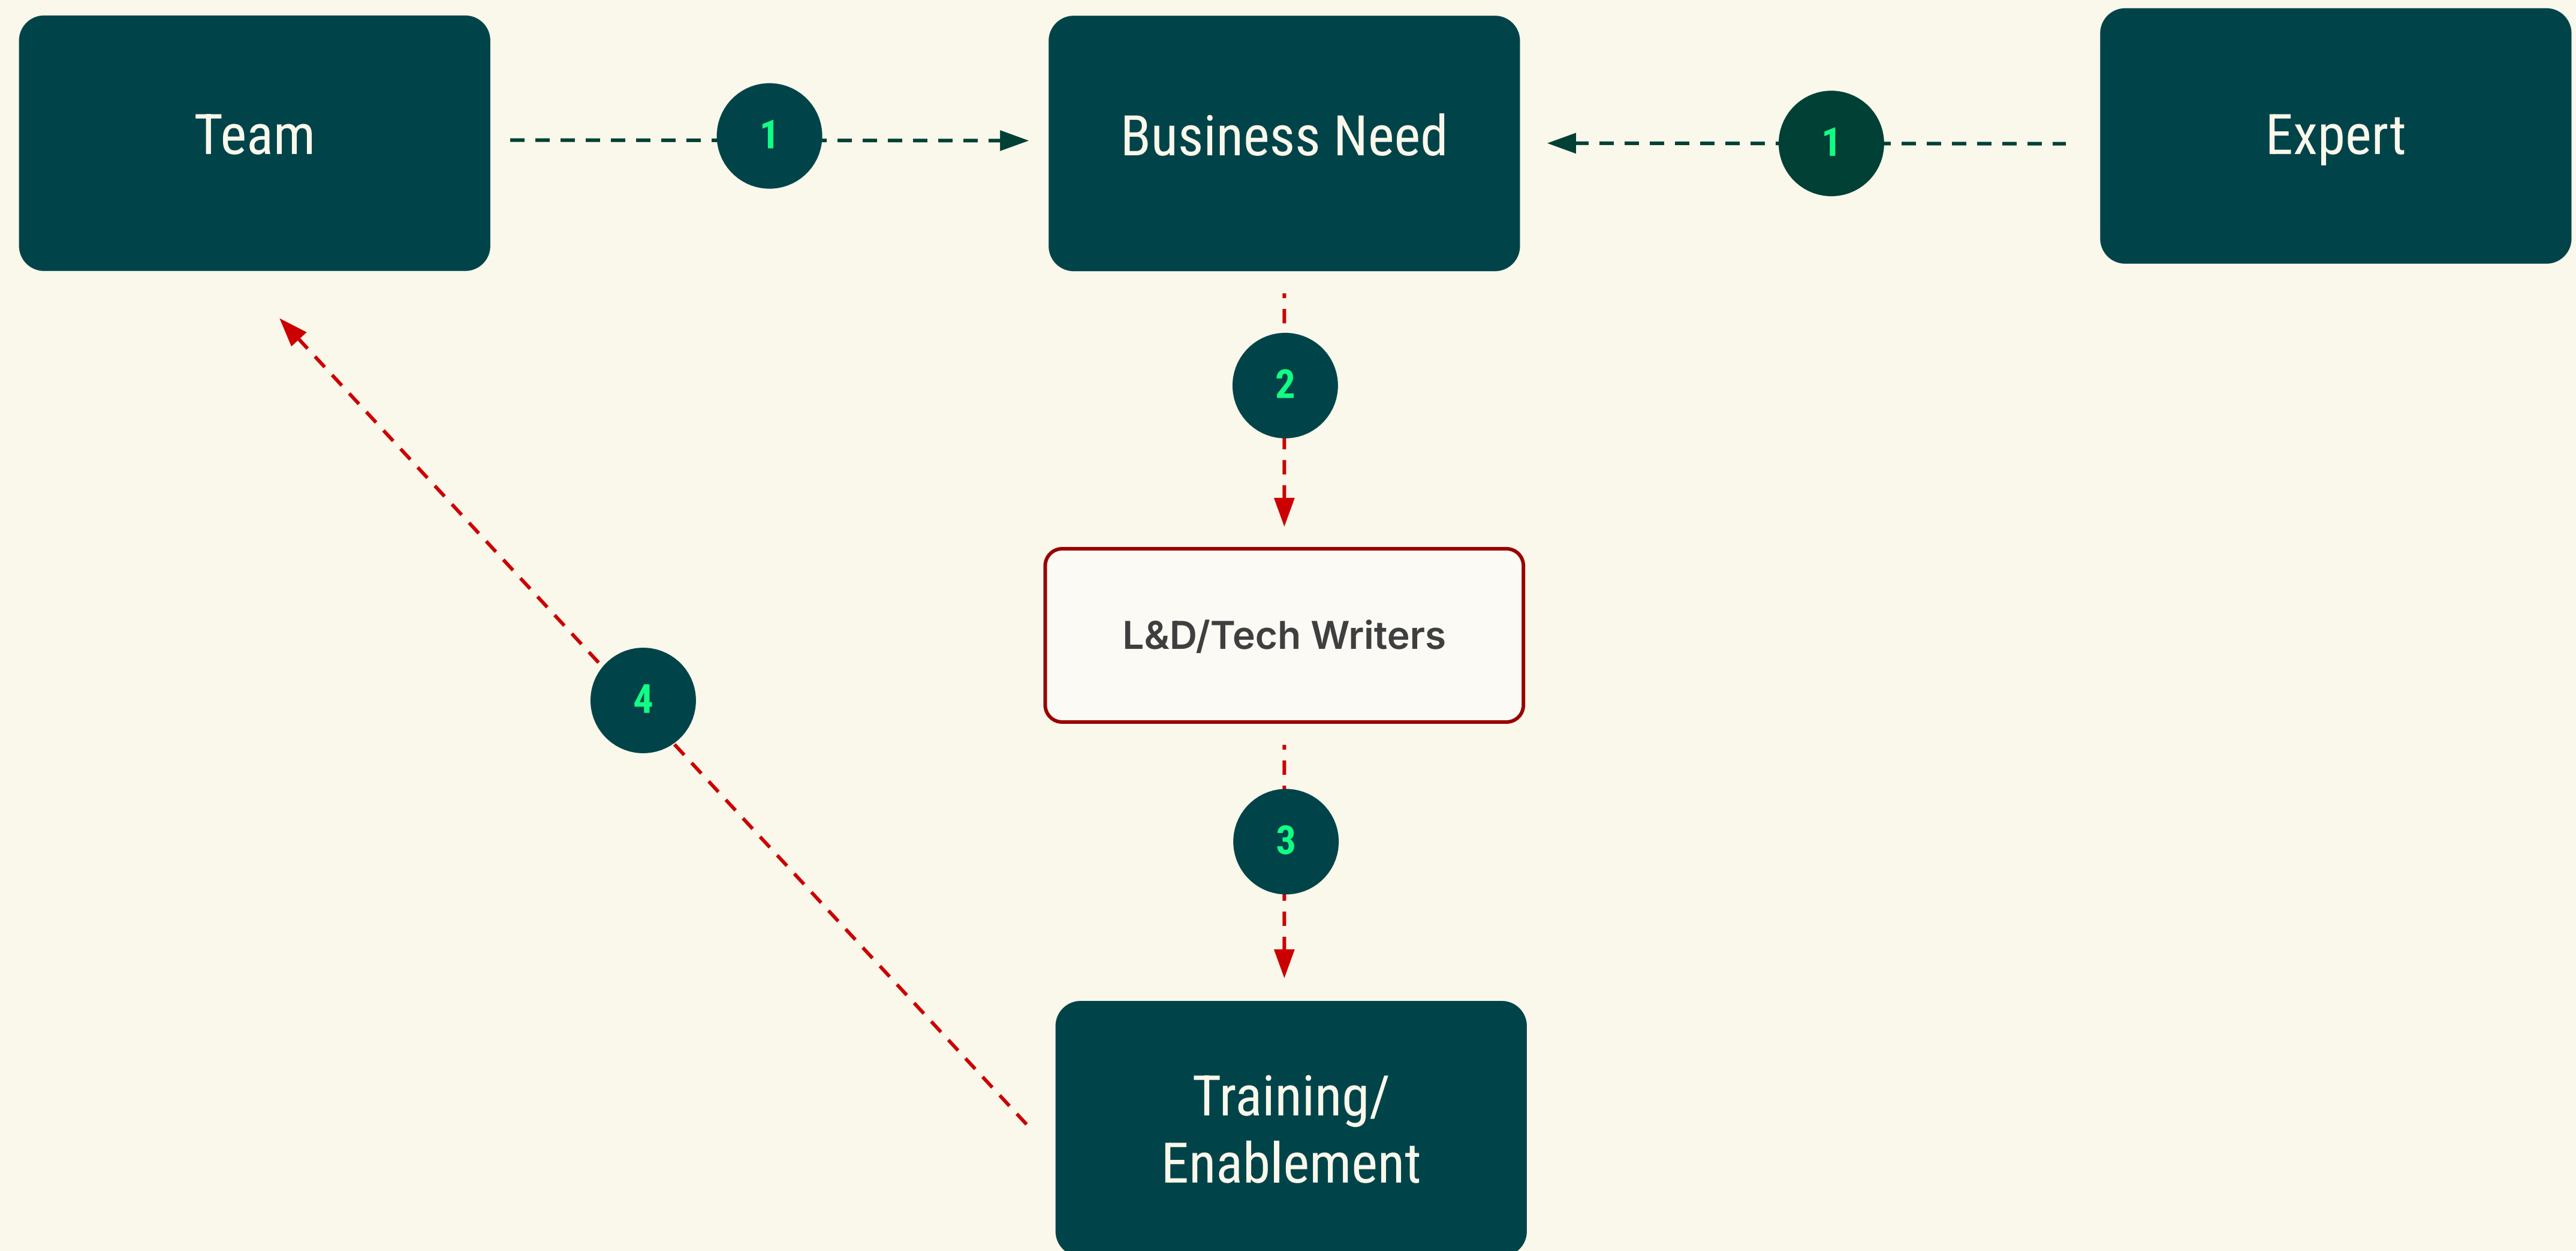 Team
1
Business Need
1
Expert
2
L&D/Tech Writers
4
3
Training/
Enablement